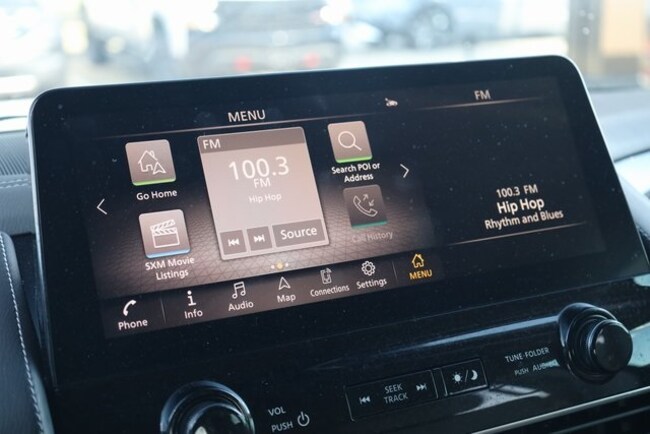 MENU
FM
FM
100.3
FM
Hip Hop
Source
Go Home
SXM Movie
Listings
Search POI or
Address
Call History
100.3 FM
Hip Hop
Rhythm and Blues
Phone
Info
Audio
Map
Connections
Settings
MENU
VOL
PUSH
SEEK
TRACK
TUNE·FOLDER
PUSH AUDIO